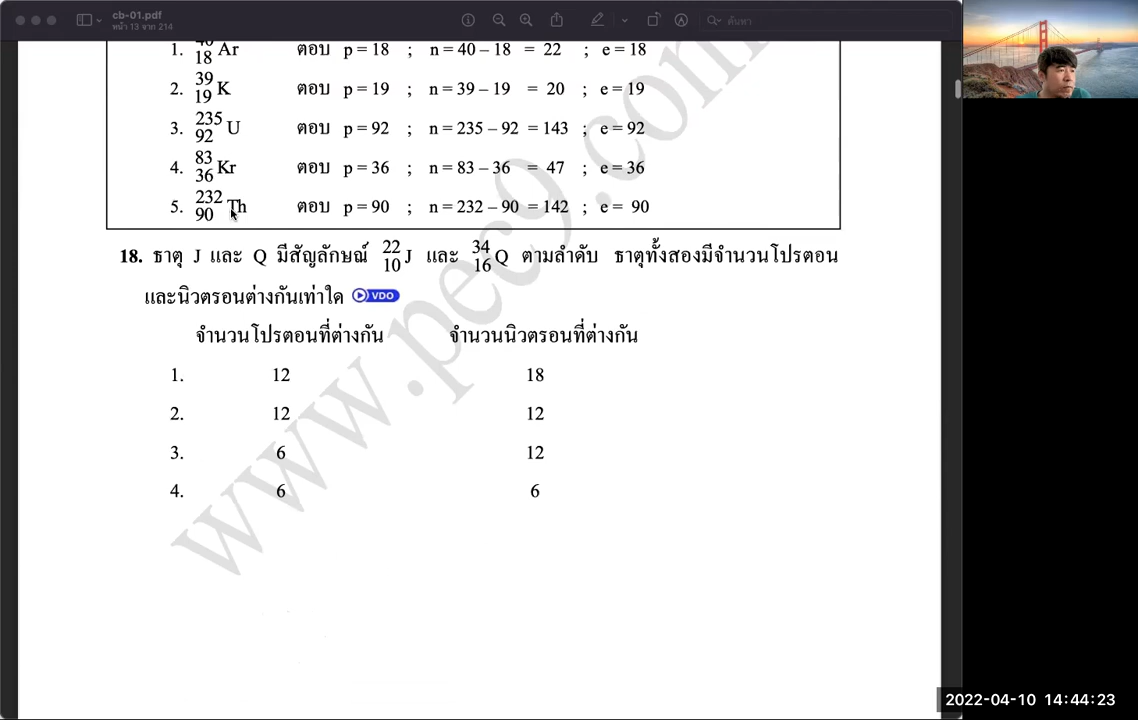 cb-01.pdf
หน้า 13 จาก 214
ค้นหา
1. 40 18 Ar ตอบ p = 18 ; n = 40 – 18 = 22 ; e = 18
2. 39 19 K ตอบ p = 19 ; n = 39 – 19 = 20 ; e = 19
3. 235 92 U ตอบ p = 92 ; n = 235 – 92 = 143 ; e = 92
4. 83 36 Kr ตอบ p = 36 ; n = 83 – 36 = 47 ; e = 36
5. 232 90 Th ตอบ p = 90 ; n = 232 – 90 = 142 ; e = 90
18. ธาตุ J และ Q มีสัญลักษณ์ 22 10 J และ 34 16 Q ตามลำดับ ธาตุทั้งสองมีจำนวนโปรตอน
และนิวตรอนต่างกันเท่าใด VDO
จำนวนโปรตอนที่ต่างกัน จำนวนนิวตรอนที่ต่างกัน
1. 12 18
2. 12 12
3. 6 12
4. 6 6
www.pec9.com
2022-04-10 14:44:23